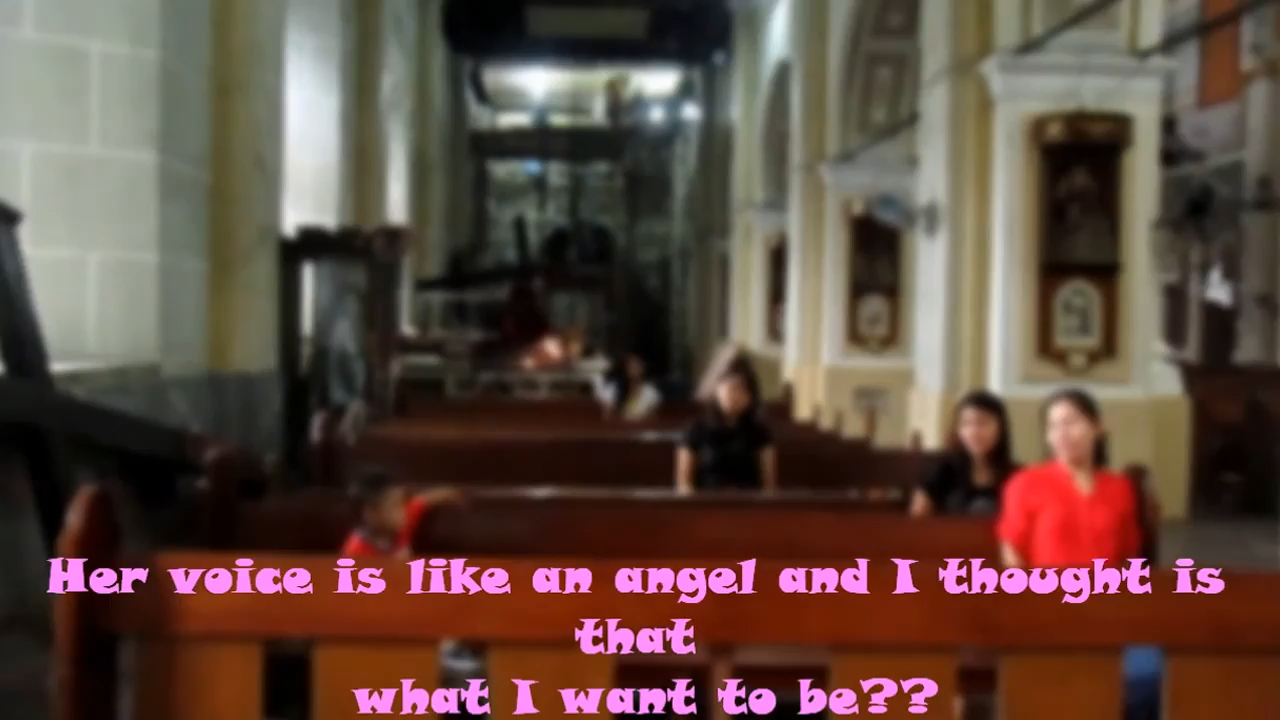 Her voice is like an angel and I thought is
that
what I want to be??